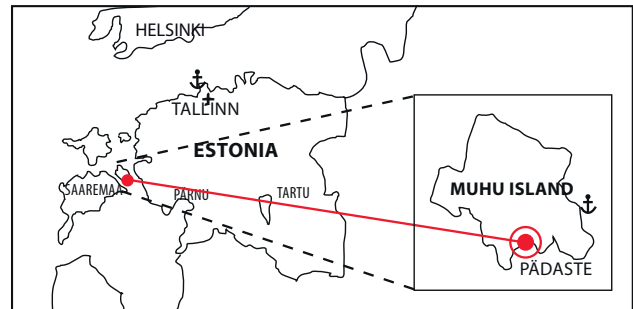 HELSINKI
TALLINN
ESTONIA
SAAREMAA
PÄRNU
TARTU
MUHU ISLAND
PÄDASTE